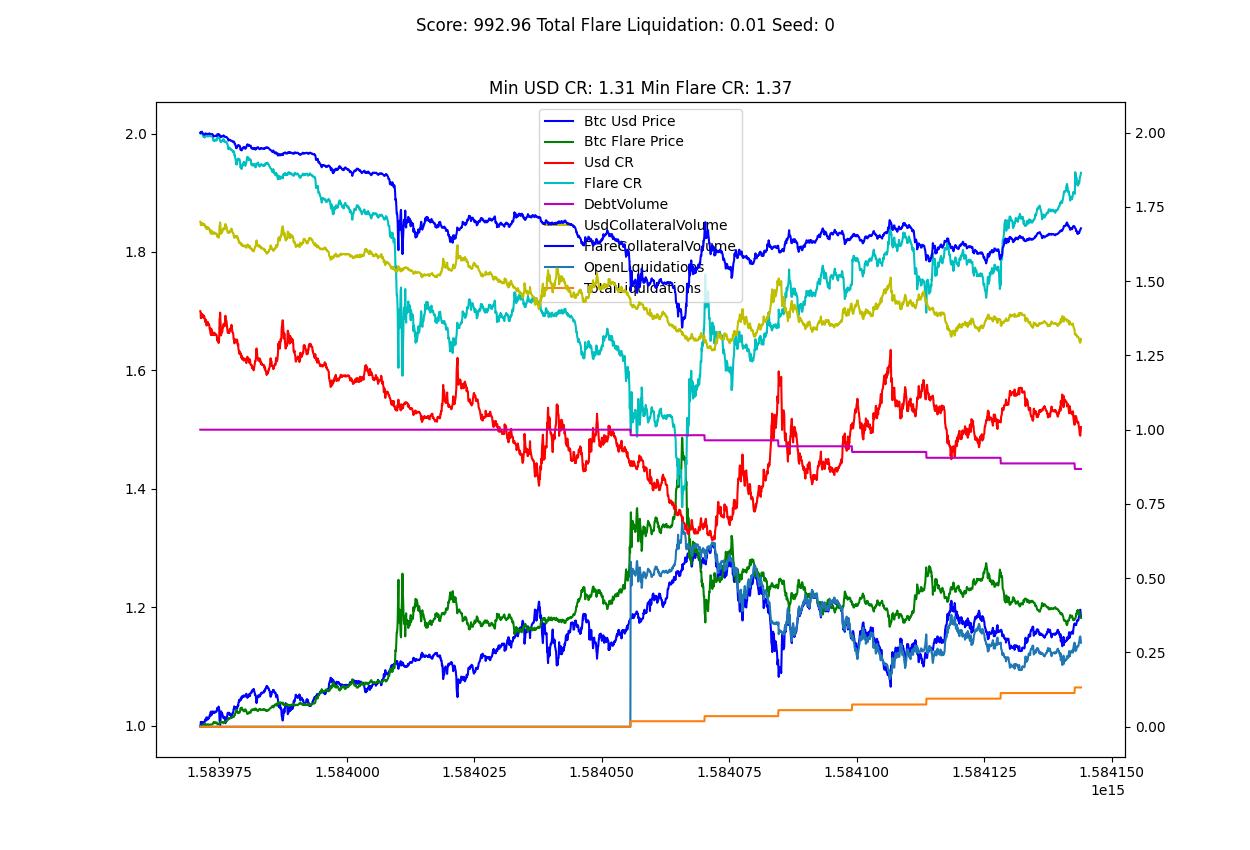 Score: 992.96 Total Flare Liquidation: 0.01 Seed: 0
Min USD CR: 1.31 Min Flare CR: 1.37
Btc Usd Price
Btc Flare Price
Usd CR
Flare CR
DebtVolume
UsdCollateralVolume
FlareCollateralVolume
OpenLiquidations
TotalLiquidations
2.0
1.8
1.6
1.4
1.2
1.0
2.00
1.75
1.50
1.25
1.00
0.75
0.50
0.25
0.00
1.583975 1.584000 1.584025 1.584050 1.584075 1.584100 1.584125 1.584150
1e15